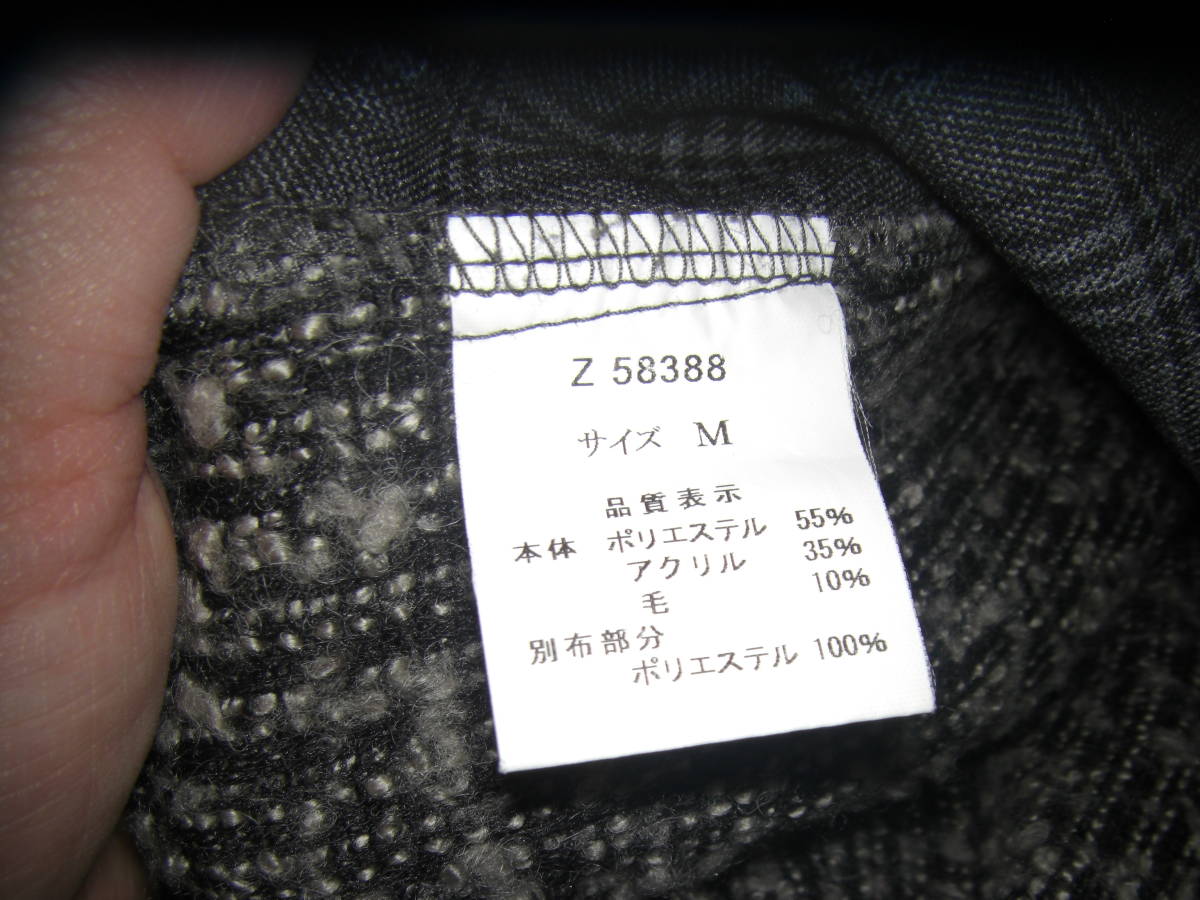 Z 58388
サイズ M
品質表示
本体 ポリエステル 55%
アクリル 35%
毛 10%
別布部分
ポリエステル 100%